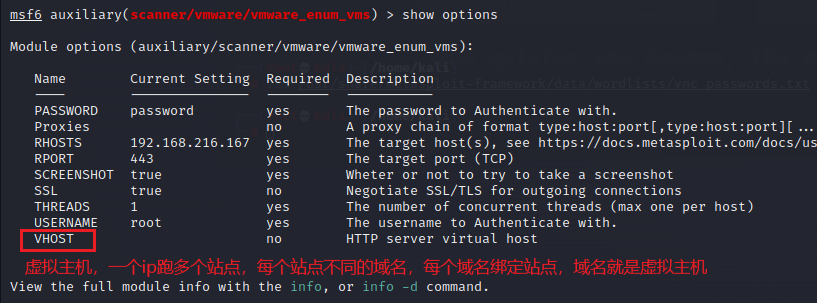 msf6 auxiliary(scanner/vmware/vmware_enum_vms) > show options
Module options (auxiliary/scanner/vmware/vmware_enum_vms):
Name Current Setting Required Description
PASSWORD password yes The password to Authenticate with.
Proxies no A proxy chain of format type:host:port[,type:host:port][...
RHOSTS 192.168.216.167 yes The target host(s), see https://docs.metasploit.com/docs/us
RPORT 443 yes The target port (TCP)
SCREENSHOT true yes Wheter or not to try to take a screenshot
SSL true no Negotiate SSL/TLS for outgoing connections
THREADS 1 yes The number of concurrent threads (max one per host)
USERNAME root yes The username to Authenticate with.
VHOST no HTTP server virtual host
虚拟主机，一个ip跑多个站点，每个站点不同的域名，每个域名绑定站点，域名就是虚拟主机
View the full module info with the info, or info -d command.